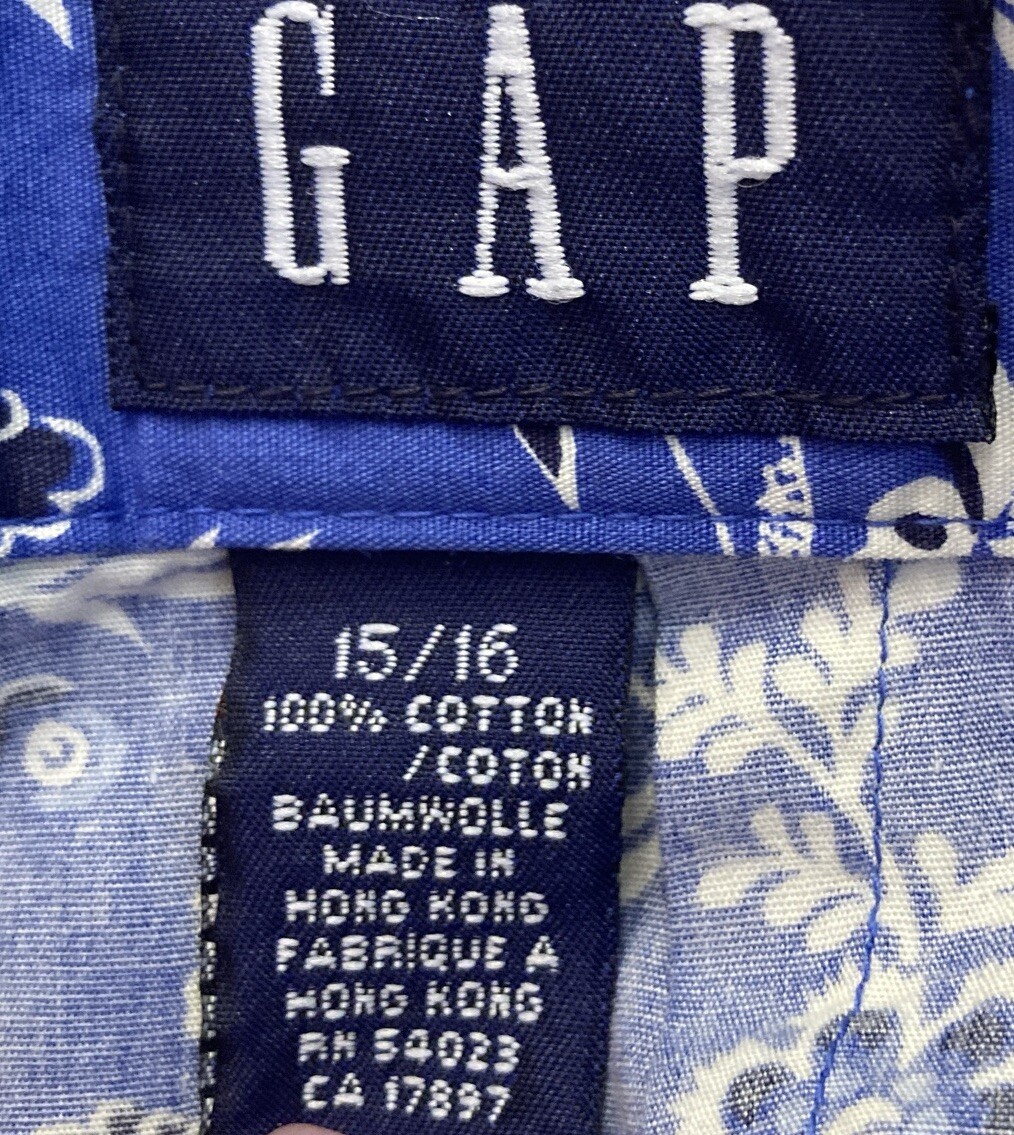 GAP
15/16
100% COTTON
/COTON
BAUMWOLLE
MADE IN
HONG KONG
FABRIQUE A
HONG KONG
RN 54023
CA 17897